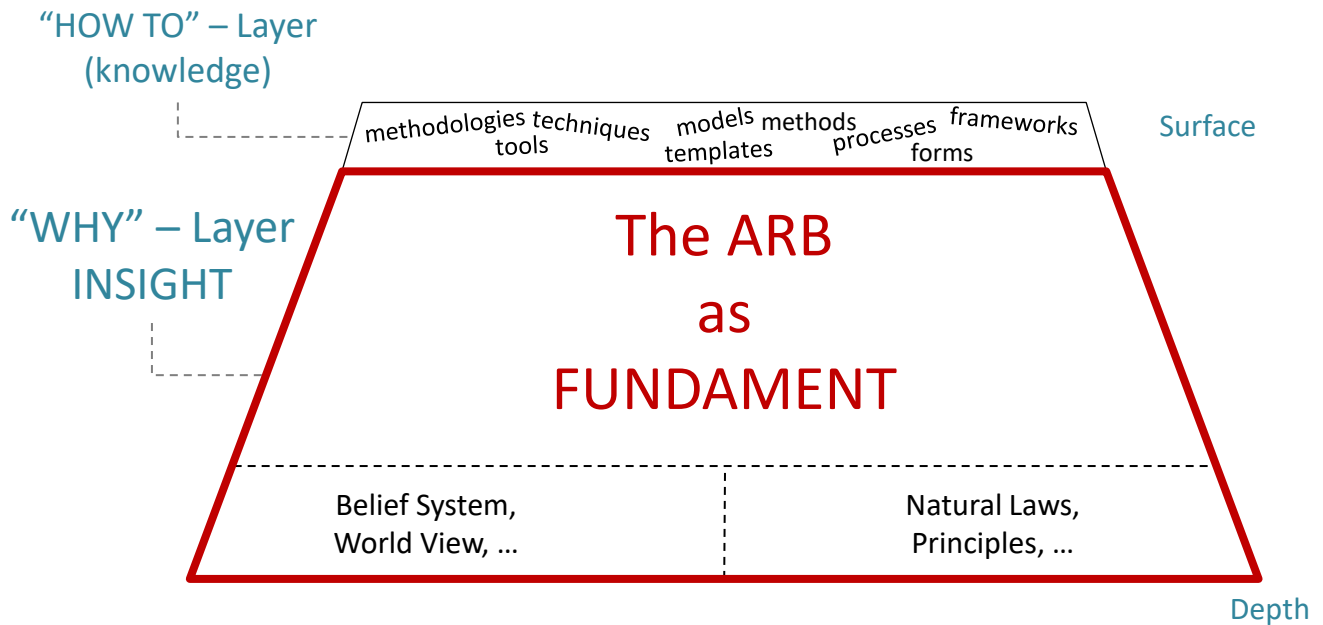 “HOW TO” – Layer
(knowledge)
methodologies techniques models methods processes frameworks
tools templates forms
Surface
“WHY” – Layer
INSIGHT
The ARB
as
FUNDAMENT
Belief System,
World View, ...
Natural Laws,
Principles, ...
Depth